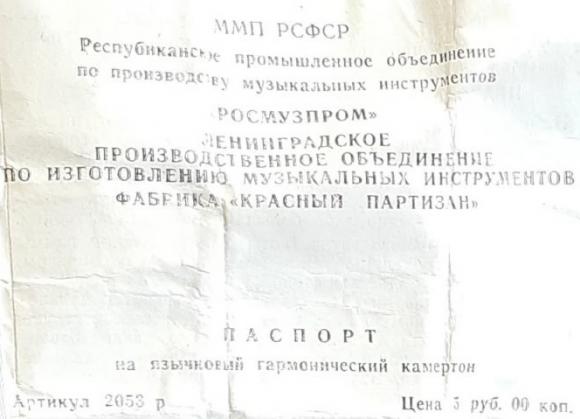 ММП РСФСР
Республиканское промышленное объединение
по производству музыкальных инструментов
«РОСМУЗПРОМ»
ЛЕНИНГРАДСКОЕ
ПРОИЗВОДСТВЕННОЕ ОБЪЕДИНЕНИЕ
ПО ИЗГОТОВЛЕНИЮ МУЗЫКАЛЬНЫХ ИНСТРУМЕНТОВ
ФАБРИКА «КРАСНЫЙ ПАРТИЗАН»
ПАСПОРТ
на язычковый гармонический камертон
Артикул 2053 р Цена 5 руб. 00 коп.